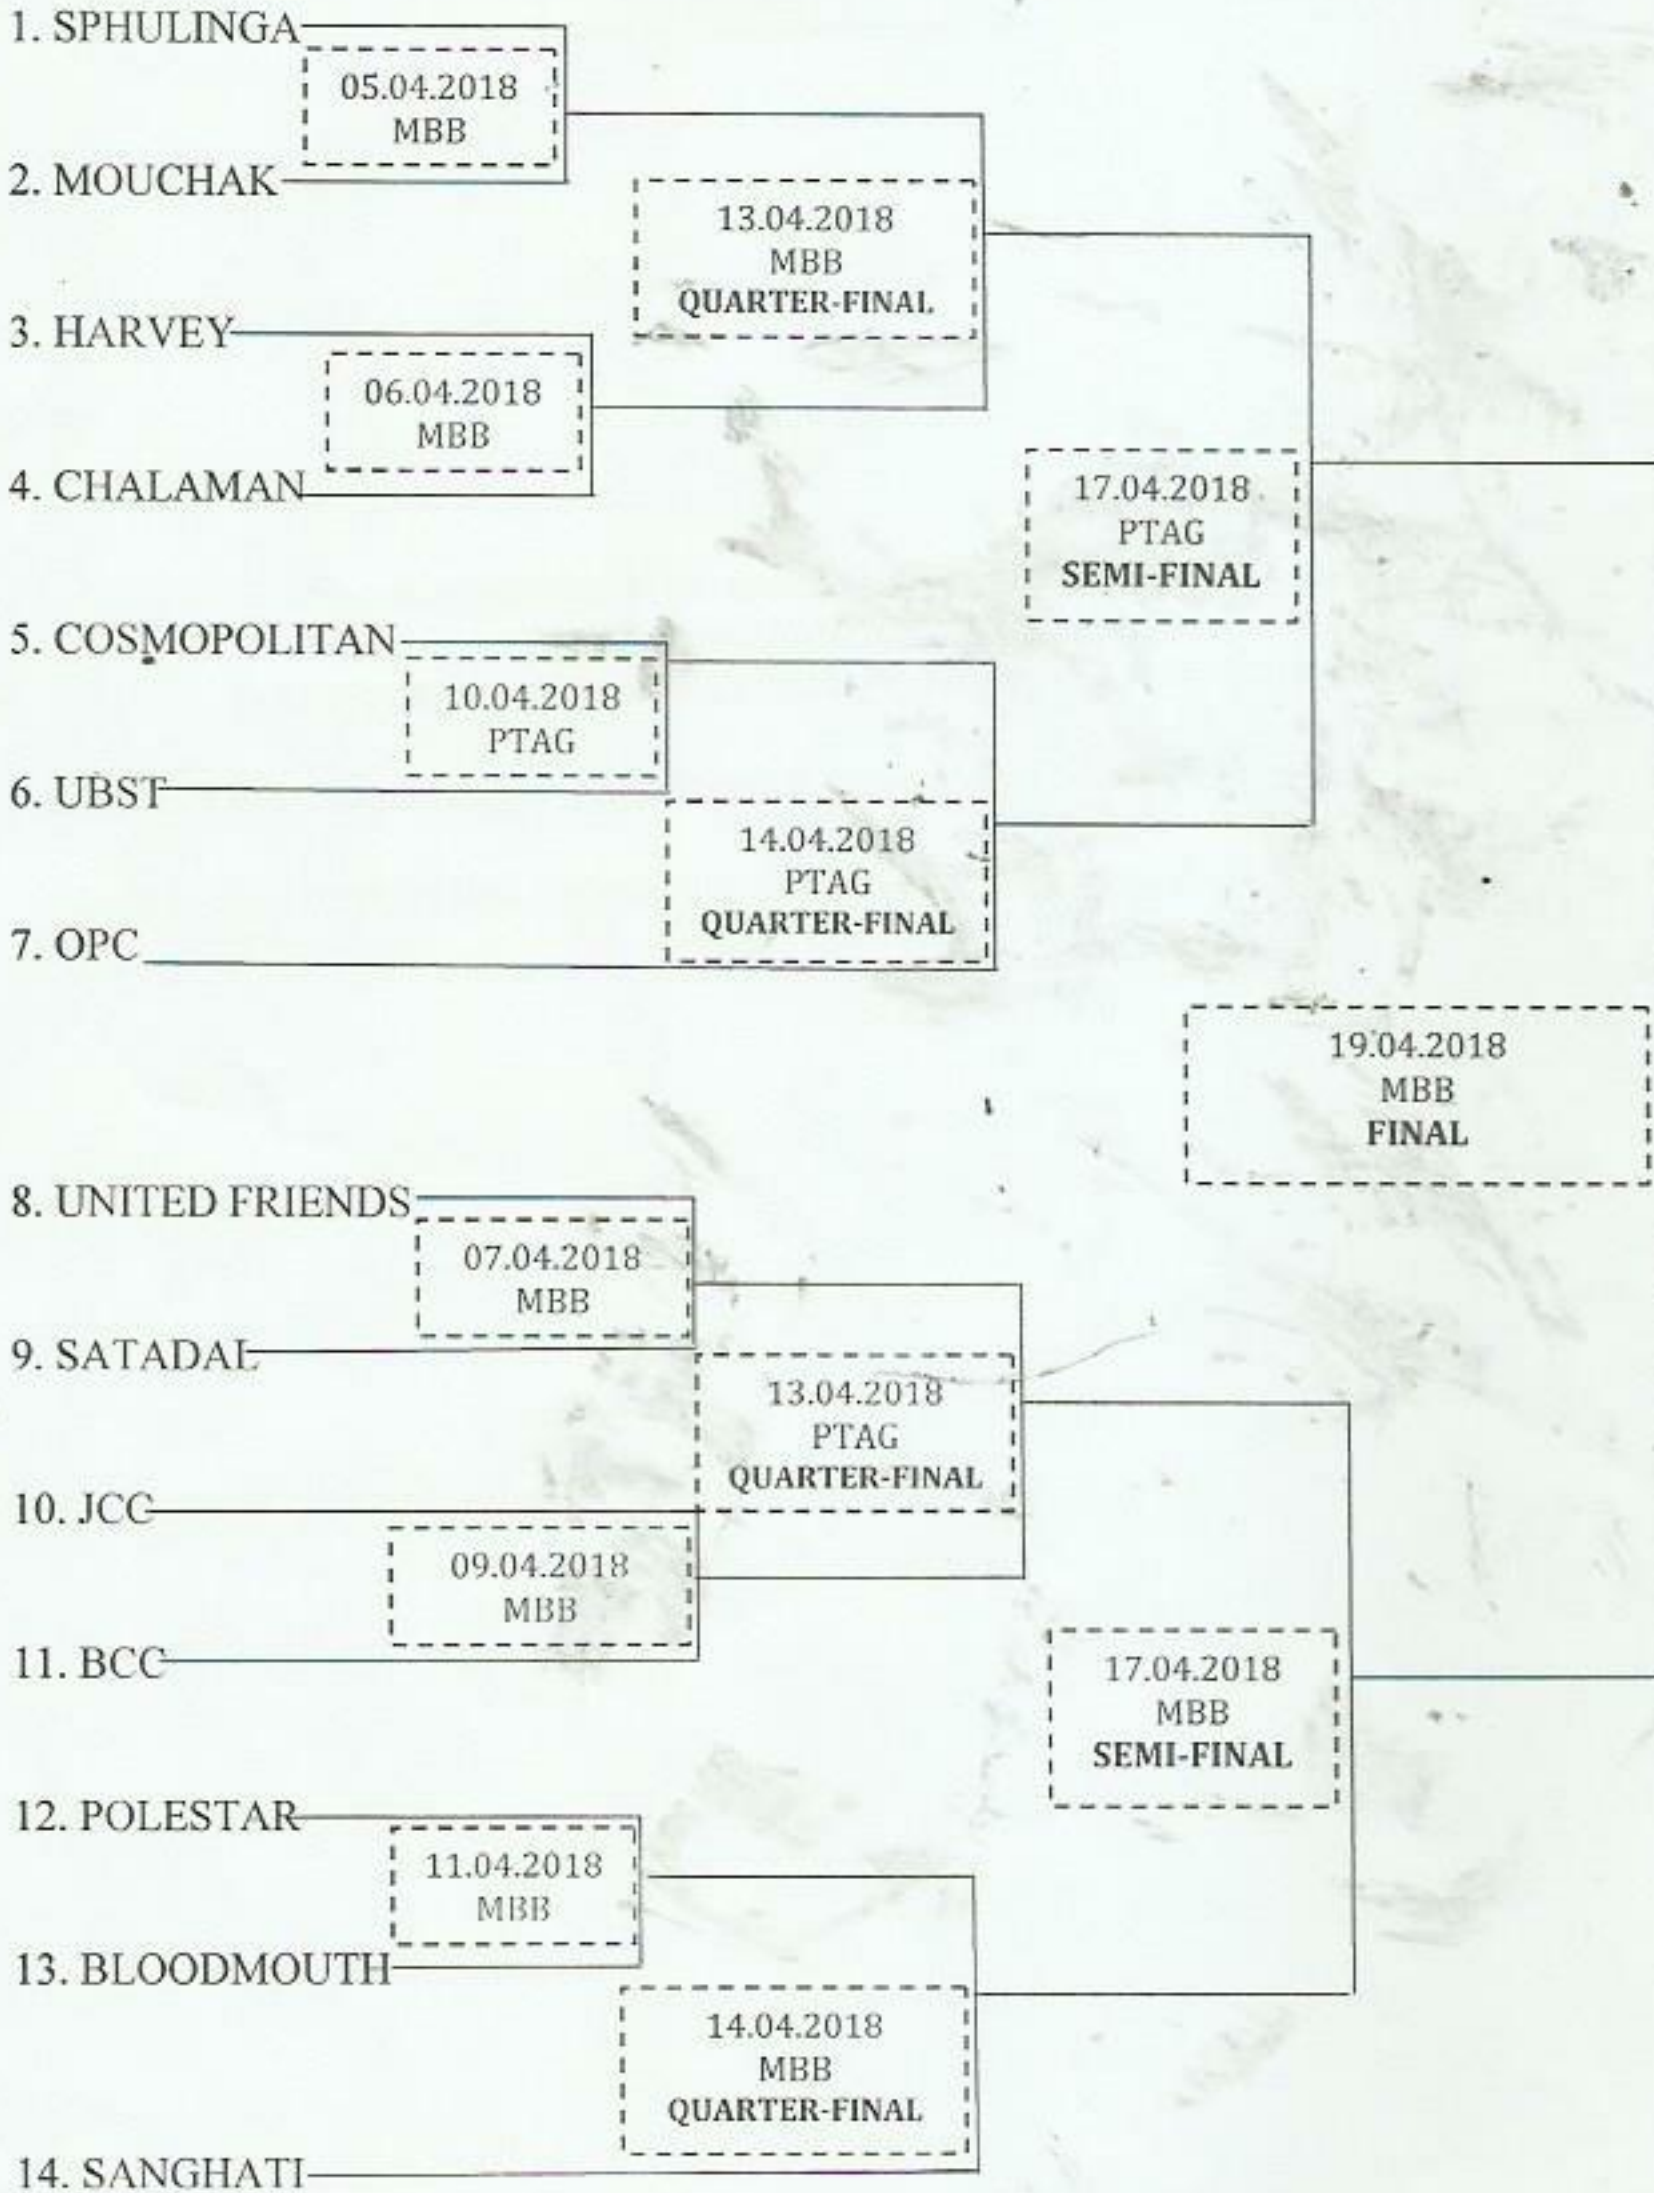 1. SPHULINGA
05.04.2018
MBB
2. MOUCHAK
13.04.2018
MBB
QUARTER-FINAL
3. HARVEY
06.04.2018
MBB
4. CHALAMAN
17.04.2018
PTAG
SEMI-FINAL
5. COSMOPOLITAN
10.04.2018
PTAG
6. UBST
14.04.2018
PTAG
QUARTER-FINAL
7. OPC
19.04.2018
MBB
FINAL
8. UNITED FRIENDS
07.04.2018
MBB
9. SATADAL
13.04.2018
PTAG
QUARTER-FINAL
10. JCC
09.04.2018
MBB
11. BCC
17.04.2018
MBB
SEMI-FINAL
12. POLESTAR
11.04.2018
MBB
13. BLOODMOUTH
14.04.2018
MBB
QUARTER-FINAL
14. SANGHATI